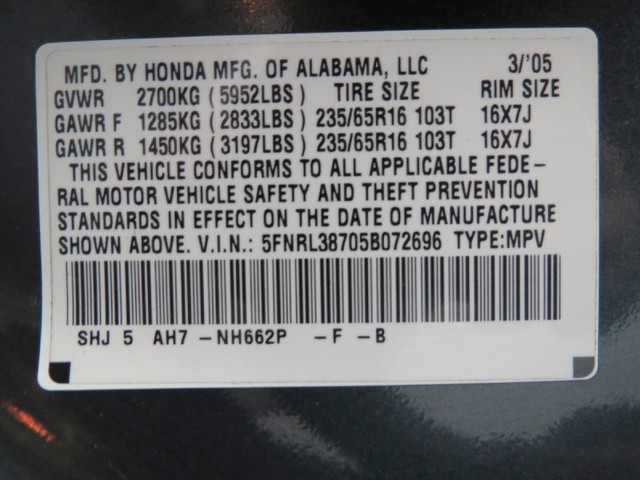 MFD. BY HONDA MFG. OF ALABAMA, LLC 3/'05
GVWR 2700KG (5952LBS) TIRE SIZE RIM SIZE
GAWR F 1285KG (2833LBS) 235/65R16 103T 16X7J
GAWR R 1450KG (3197LBS) 235/65R16 103T 16X7J
THIS VEHICLE CONFORMS TO ALL APPLICABLE FEDE-
RAL MOTOR VEHICLE SAFETY AND THEFT PREVENTION
STANDARDS IN EFFECT ON THE DATE OF MANUFACTURE
SHOWN ABOVE. V.I.N.: 5FNRL38705B072696 TYPE:MPV
SHJ 5 AH7 -NH662P -F -B